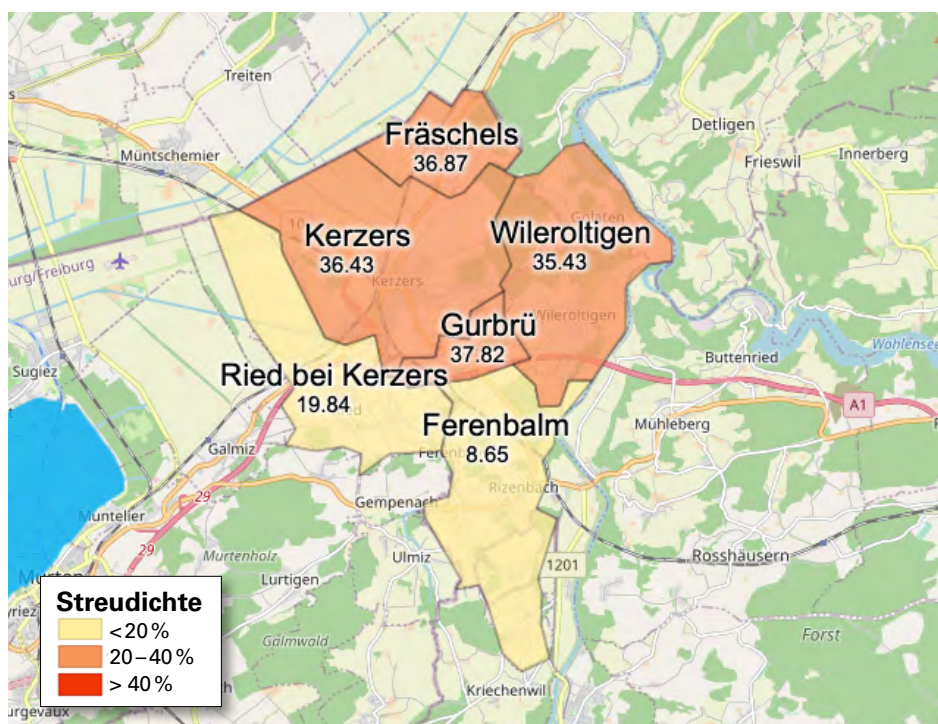 Treiten
Detligen
Müntschemier
Fräschels
36.87
Frieswil
Innerberg
Galaten
Kerzers
36.43
Wileroltigen
35.43
burg/Freiburg
Kerzers
Wileroltigen
Gurbrü
37.82
Wohlensee
Buttenried
Sugiez
Ried bei Kerzers
19.84
A1
Ferenbalm
8.65
Mühleberg
Galmiz
29
Rizenbach
Gempenach
Muntelier
29
Murtenholz
Ulmiz
Rosshäusern
1201
Murten
Lurtigen
Streudichte
<20%
20–40%
> 40%
Galmwald
Forst
Kriechenwil